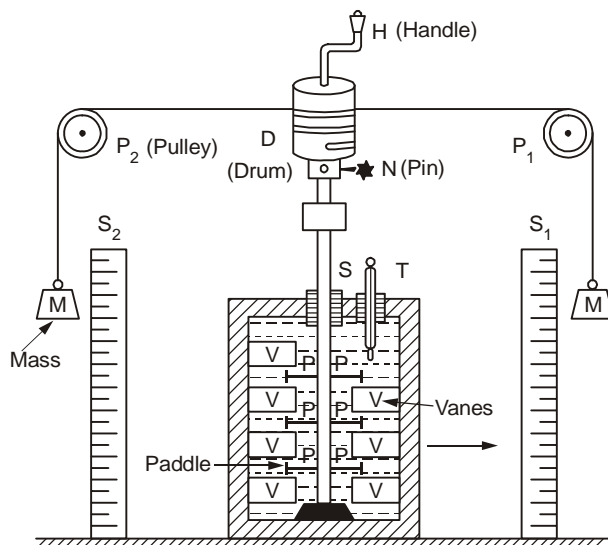 H (Handle)
D
(Drum)
P2 (Pulley)
P1
N (Pin)
S2
S1
S
T
M
M
Mass
V
P P
V
V
P P
Vanes
V
V
P P
Paddle
V
V